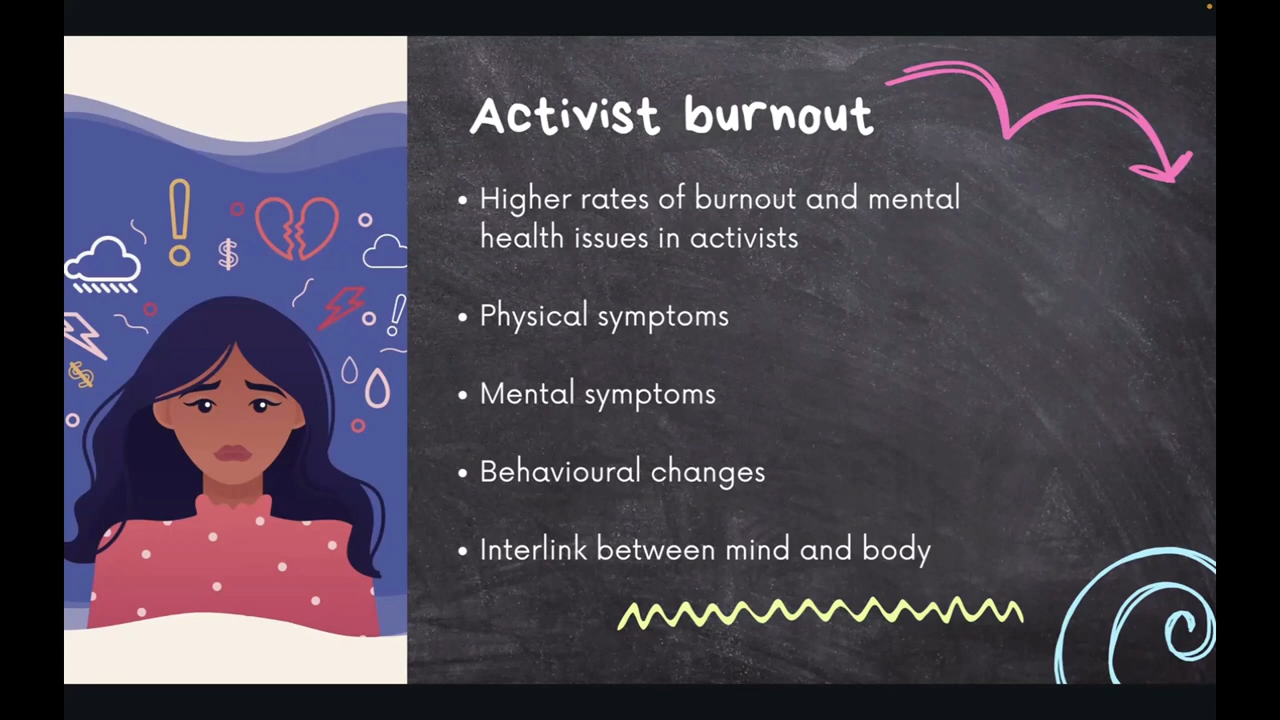 Activist burnout
• Higher rates of burnout and mental
health issues in activists
• Physical symptoms
• Mental symptoms
• Behavioural changes
• Interlink between mind and body